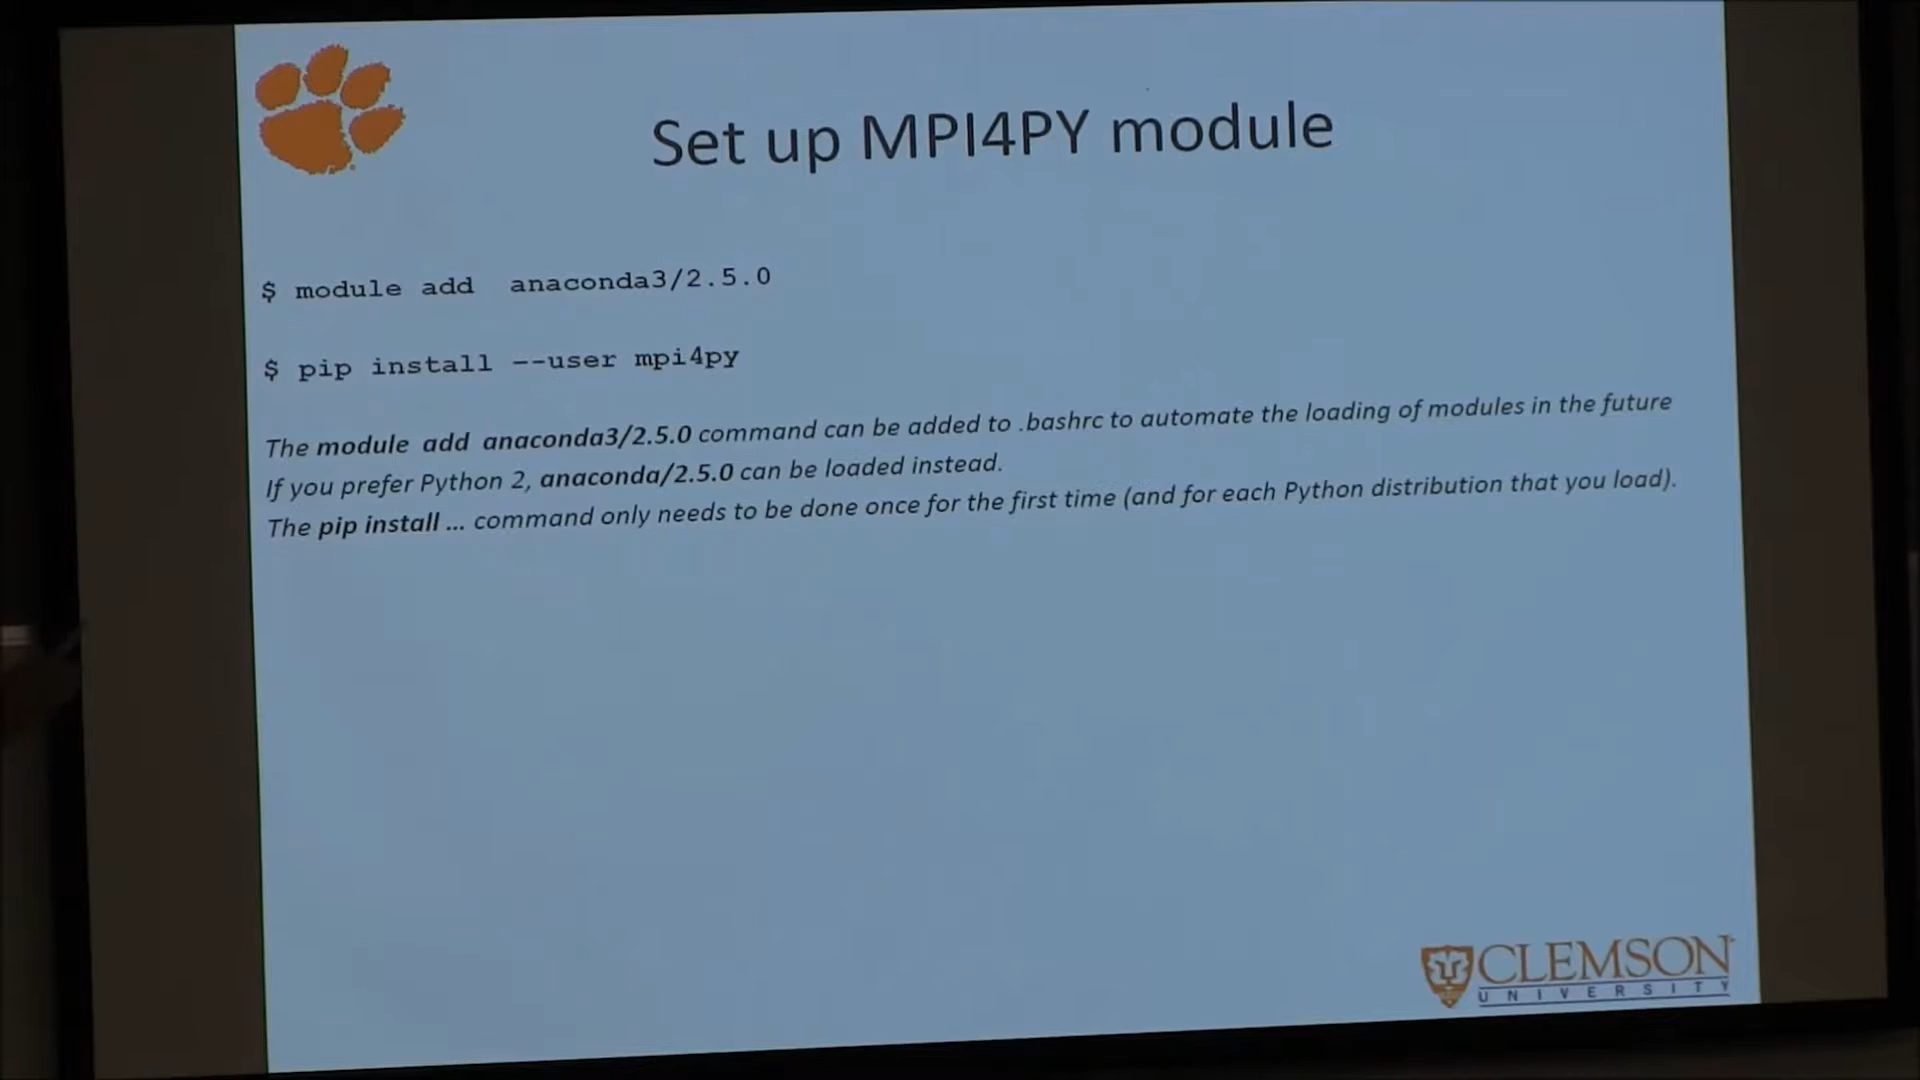 Set up MPI4PY module
$ module add anaconda3/2.5.0
$ pip install --user mpi4py
The module add anaconda3/2.5.0 command can be added to .bashrc to automate the loading of modules in the future
If you prefer Python 2, anaconda/2.5.0 can be loaded instead.
The pip install ... command only needs to be done once for the first time (and for each Python distribution that you load).
CLEMSON
UNIVERSITY